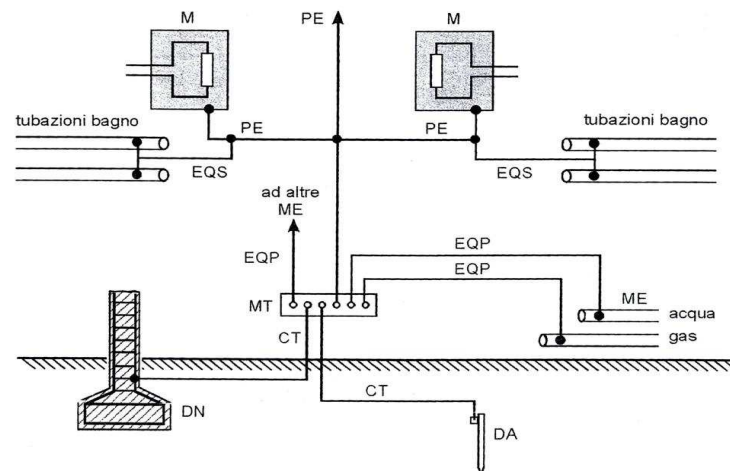 M
PE
M
tubazioni bagno
PE
PE
tubazioni bagno
EQS
EQS
ad altre
ME
EQP
EQP
EQP
MT
ME
acqua
gas
CT
CT
DN
DA